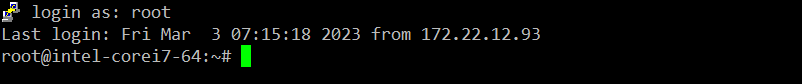 login as: root
Last login: Fri Mar  3 07:15:18 2023 from 172.22.12.93
root@intel-corei7-64:~#